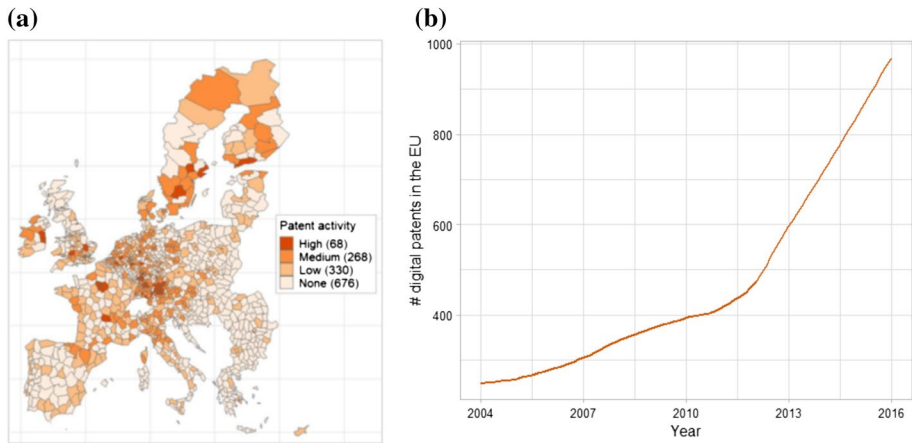 (a)
Patent activity
High (68)
Medium (268)
Low (330)
None (676)
(b)
# digital patents in the EU
1000
800
600
400
2004
2007
2010
2013
2016
Year